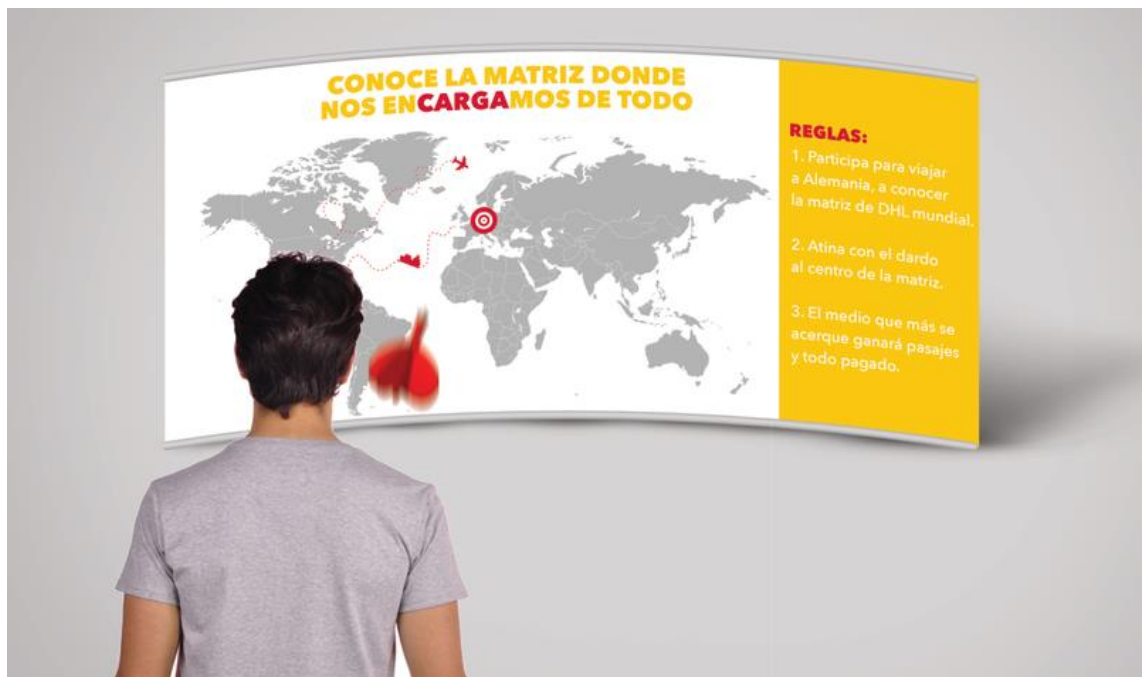 CONOCE LA MATRIZ DONDE
NOS ENCARGAMOS DE TODO
REGLAS:
1. Participa para viajar
a Alemania, a conocer
la matriz de DHL mundial.
2. Atina con el dardo
al centro de la matriz.
3. El medio que más se
acerque ganará pasajes
y todo pagado.